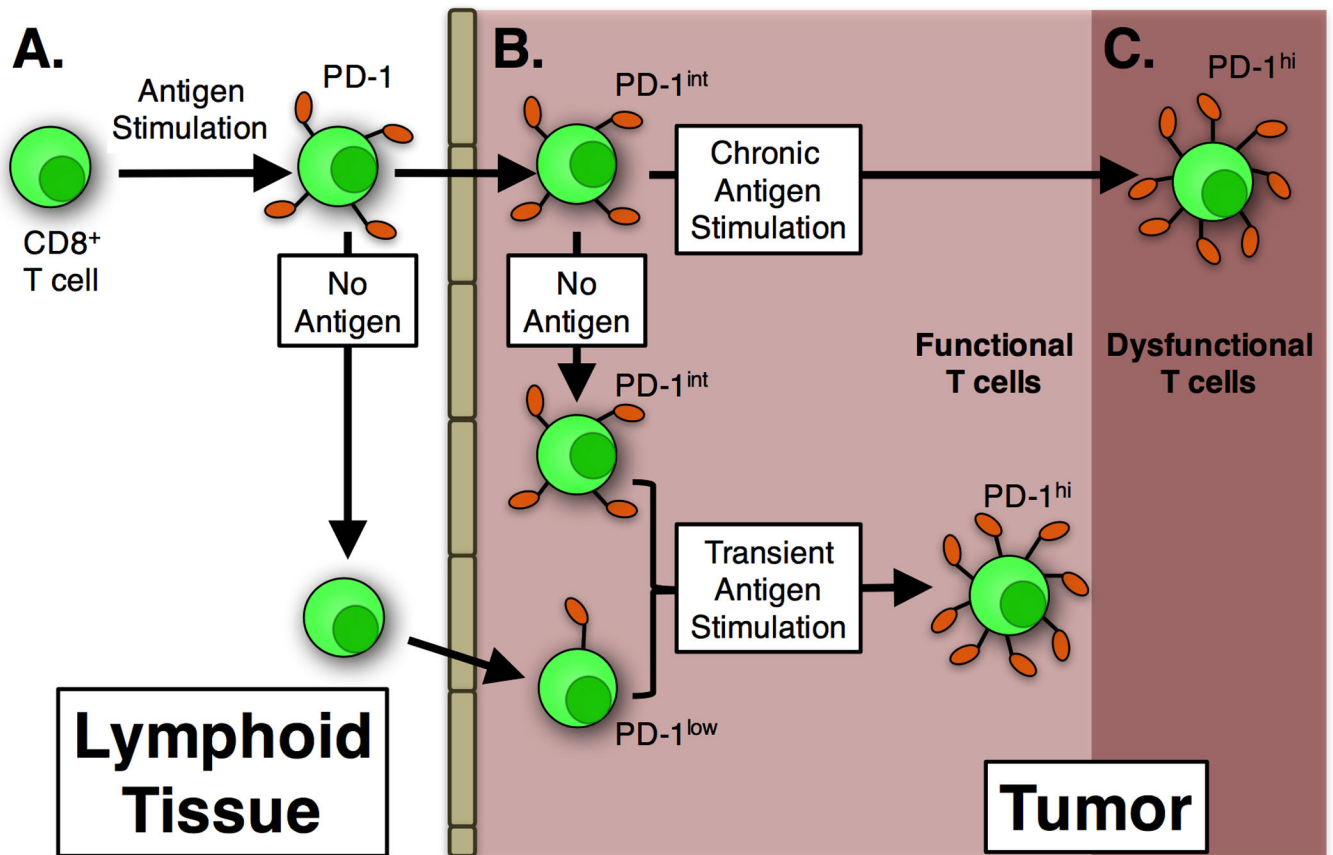 A.
Antigen
Stimulation
PD-1
CD8⁺
T cell
No
Antigen
Lymphoid
Tissue
B.
PD-1ⁱⁿᵗ
Chronic
Antigen
Stimulation
No
Antigen
PD-1ⁱⁿᵗ
PD-1ˡᵒʷ
Transient
Antigen
Stimulation
Functional
T cells
PD-1ʰⁱ
C.
PD-1ʰⁱ
Dysfunctional
T cells
Tumor